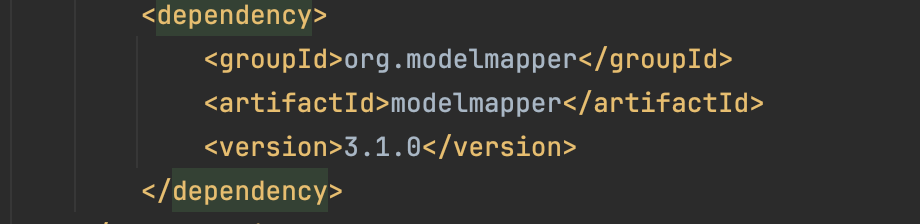 <dependency>
<groupId>org.modelmapper</groupId>
<artifactId>modelmapper</artifactId>
<version>3.1.0</version>
</dependency>